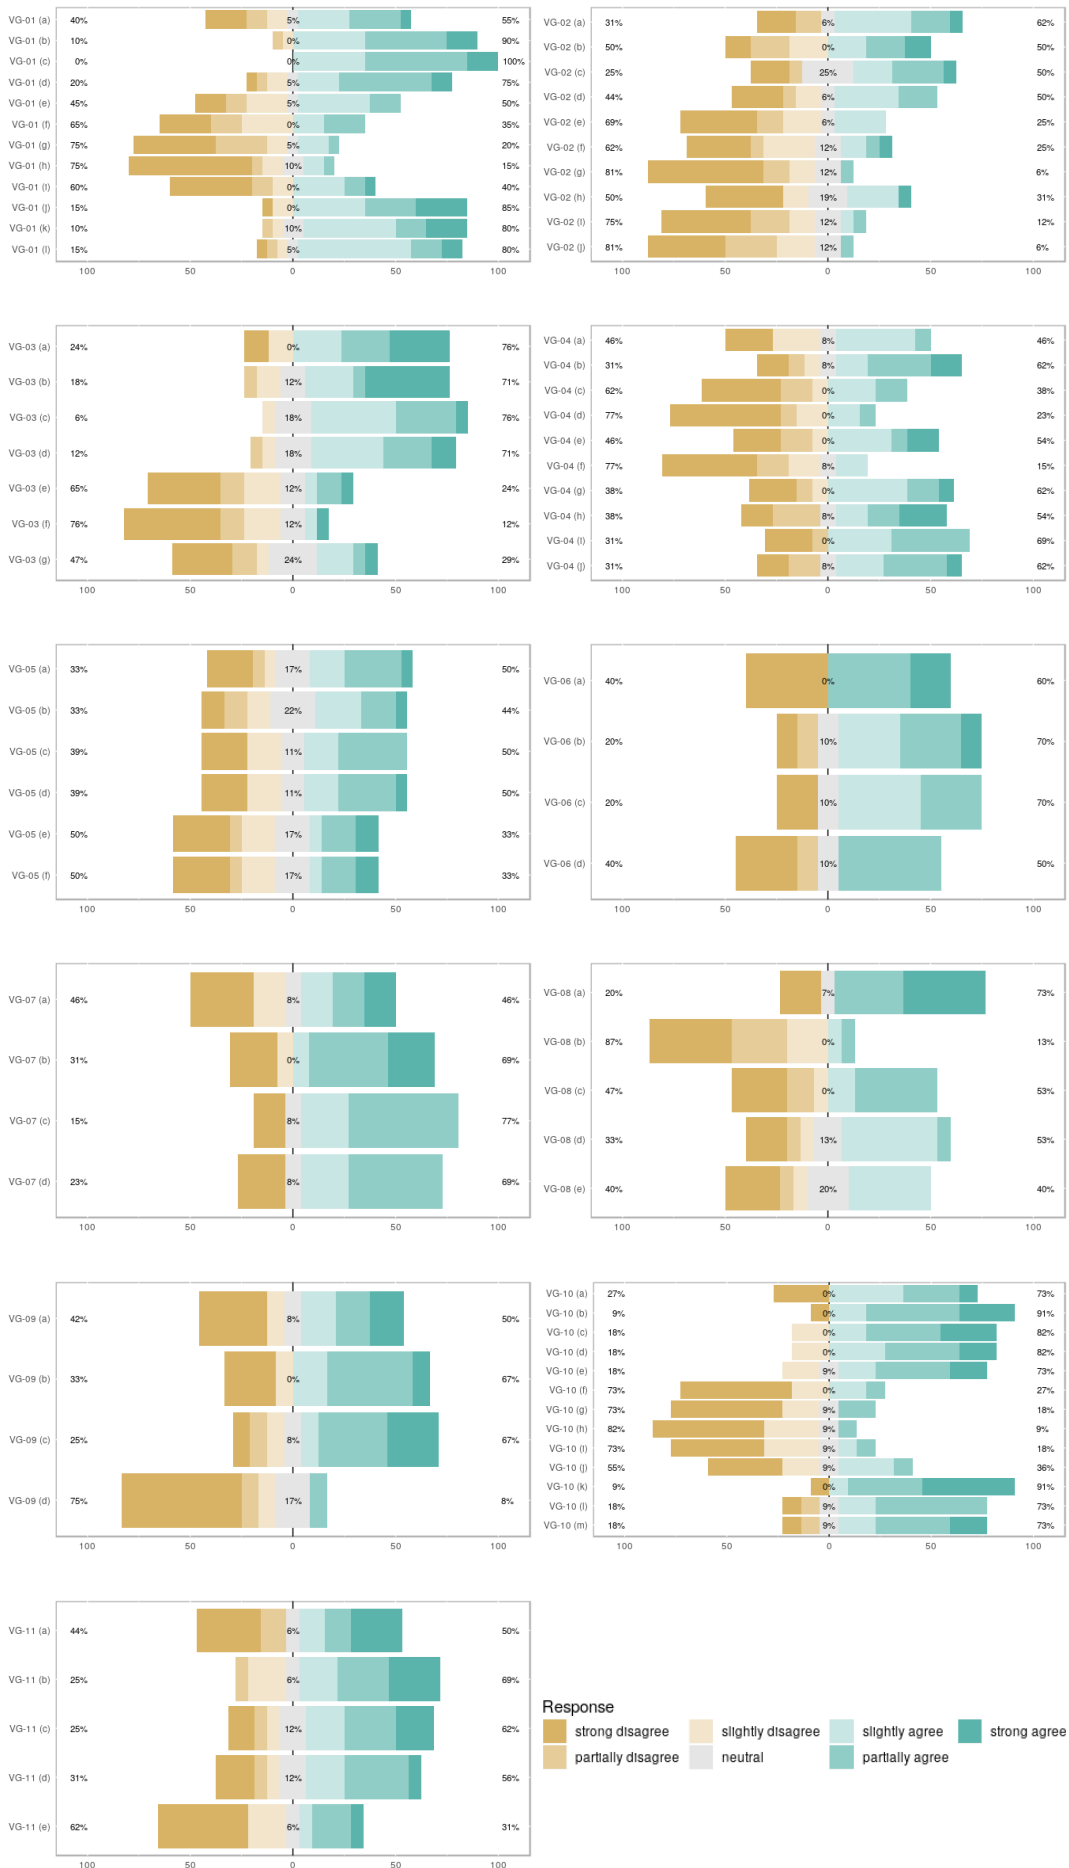 VG-01 (a) 40% 5% 55%
VG-01 (b) 10% 0% 90%
VG-01 (c) 0% 0% 100%
VG-01 (d) 20% 5% 75%
VG-01 (e) 45% 5% 50%
VG-01 (f) 65% 0% 35%
VG-01 (g) 75% 5% 20%
VG-01 (h) 75% 10% 15%
VG-01 (i) 60% 0% 40%
VG-01 (j) 15% 0% 85%
VG-01 (k) 10% 10% 80%
VG-01 (l) 15% 5% 80%
100 50 0 50 100
VG-02 (a) 31% 6% 62%
VG-02 (b) 50% 0% 50%
VG-02 (c) 25% 25% 50%
VG-02 (d) 44% 6% 50%
VG-02 (e) 69% 6% 25%
VG-02 (f) 62% 12% 25%
VG-02 (g) 81% 12% 6%
VG-02 (h) 50% 19% 31%
VG-02 (i) 75% 12% 12%
VG-02 (j) 81% 12% 6%
100 50 0 50 100
VG-03 (a) 24% 0% 76%
VG-03 (b) 18% 12% 71%
VG-03 (c) 6% 18% 76%
VG-03 (d) 12% 18% 71%
VG-03 (e) 65% 12% 24%
VG-03 (f) 76% 12% 12%
VG-03 (g) 47% 24% 29%
100 50 0 50 100
VG-04 (a) 46% 8% 46%
VG-04 (b) 31% 8% 62%
VG-04 (c) 62% 0% 38%
VG-04 (d) 77% 0% 23%
VG-04 (e) 46% 0% 54%
VG-04 (f) 77% 8% 15%
VG-04 (g) 38% 0% 62%
VG-04 (h) 38% 8% 54%
VG-04 (i) 31% 0% 69%
VG-04 (j) 31% 8% 62%
100 50 0 50 100
VG-05 (a) 33% 17% 50%
VG-05 (b) 33% 22% 44%
VG-05 (c) 39% 11% 50%
VG-05 (d) 39% 11% 50%
VG-05 (e) 50% 17% 33%
VG-05 (f) 50% 17% 33%
100 50 0 50 100
VG-06 (a) 40% 0% 60%
VG-06 (b) 20% 10% 70%
VG-06 (c) 20% 10% 70%
VG-06 (d) 40% 10% 50%
100 50 0 50 100
VG-07 (a) 46% 8% 46%
VG-07 (b) 31% 0% 69%
VG-07 (c) 15% 8% 77%
VG-07 (d) 23% 8% 69%
100 50 0 50 100
VG-08 (a) 20% 7% 73%
VG-08 (b) 87% 0% 13%
VG-08 (c) 47% 0% 53%
VG-08 (d) 33% 13% 53%
VG-08 (e) 40% 20% 40%
100 50 0 50 100
VG-09 (a) 42% 8% 50%
VG-09 (b) 33% 0% 67%
VG-09 (c) 25% 8% 67%
VG-09 (d) 75% 17% 8%
100 50 0 50 100
VG-10 (a) 27% 0% 73%
VG-10 (b) 9% 0% 91%
VG-10 (c) 18% 0% 82%
VG-10 (d) 18% 0% 82%
VG-10 (e) 18% 9% 73%
VG-10 (f) 73% 0% 27%
VG-10 (g) 73% 9% 18%
VG-10 (h) 82% 9% 9%
VG-10 (i) 73% 9% 18%
VG-10 (j) 55% 9% 36%
VG-10 (k) 9% 0% 91%
VG-10 (l) 18% 9% 73%
VG-10 (m) 18% 9% 73%
100 50 0 50 100
VG-11 (a) 44% 6% 50%
VG-11 (b) 25% 6% 69%
VG-11 (c) 25% 12% 62%
VG-11 (d) 31% 12% 56%
VG-11 (e) 62% 6% 31%
100 50 0 50 100
Response
strong disagree slightly disagree slightly agree strong agree
partially disagree neutral partially agree